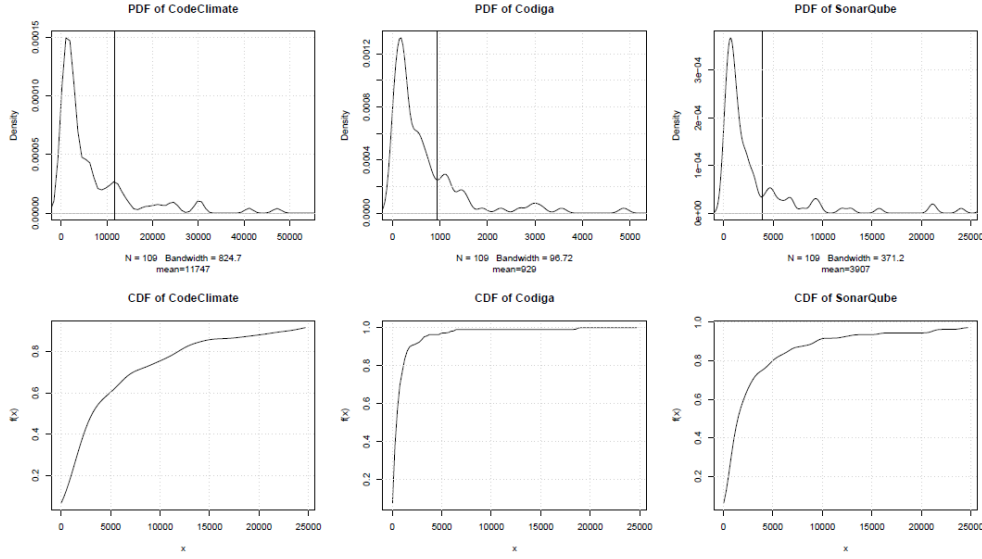 PDF of CodeClimate
Density
0.00000 0.00005 0.00010 0.00015
0 10000 20000 30000 40000 50000
N = 109 Bandwidth = 824.7
mean=11747
PDF of Codiga
Density
0.0000 0.0004 0.0008 0.0012
0 1000 2000 3000 4000 5000
N = 109 Bandwidth = 96.72
mean=929
PDF of SonarQube
Density
0e+00 1e-04 2e-04 3e-04
0 5000 10000 15000 20000 25000
N = 109 Bandwidth = 371.2
mean=3907
CDF of CodeClimate
f(x)
0.2 0.4 0.6 0.8
0 5000 10000 15000 20000 25000
x
CDF of Codiga
f(x)
0.2 0.4 0.6 0.8 1.0
0 5000 10000 15000 20000 25000
x
CDF of SonarQube
f(x)
0.2 0.4 0.6 0.8 1.0
0 5000 10000 15000 20000 25000
x